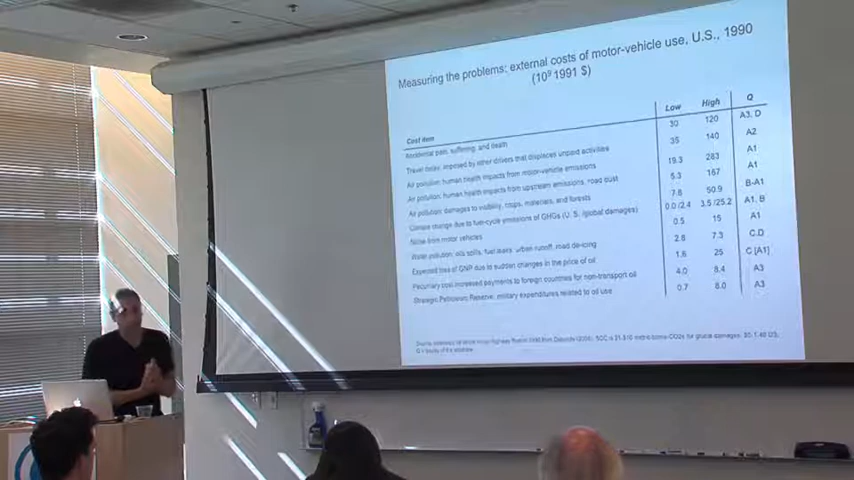 Measuring the problems: external costs of motor-vehicle use, U.S., 1990
(10⁹ 1991 $)
Cost item Low High Q
Accidental pain, suffering, and death 30 120 A3, D
Travel delay, imposed by other drivers that displaces unpaid activities 35 140 A2
Air pollution: human health impacts from motor-vehicle emissions 19.3 283 A1
Air pollution: human health impacts from upstream emissions, road dust 5.3 167 A1
Air pollution: damages to visibility, crops, materials, and forests 7.8 50.9 B-A1
Climate change due to fuel-cycle emissions of GHGs (U.S. /global damages) 0.0 /2.4 3.5 /25.2 A1, B
Noise from motor vehicles 0.5 15 A1
Water pollution: oils spills, fuel leaks, urban runoff, road de-icing 2.8 7.3 C,D
Expected loss of GNP due to sudden changes in the price of oil 1.8 25 C [A1]
Pecuniary cost: increased payments to foreign countries for non-transport oil 4.0 8.4 A3
Strategic Petroleum Reserve, military expenditures related to oil use 0.7 8.0 A3